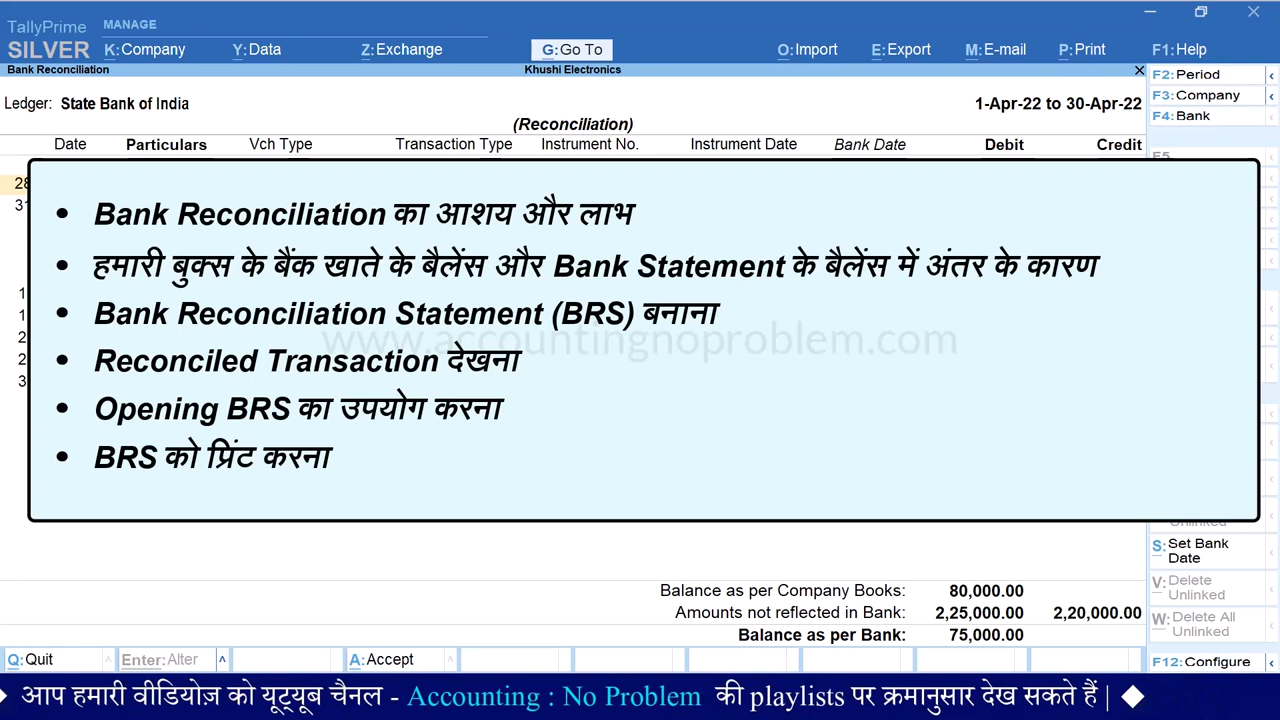 TallyPrime
MANAGE
SILVER
K:Company
Y:Data
Z:Exchange
G:Go To
O:Import
E:Export
M:E-mail
P:Print
F1:Help
Bank Reconciliation
Khushi Electronics
F2: Period
F3: Company
F4: Bank
Ledger: State Bank of India
1-Apr-22 to 30-Apr-22
(Reconciliation)
Date Particulars Vch Type Transaction Type Instrument No. Instrument Date Bank Date Debit Credit
• Bank Reconciliation का आशय और लाभ
• हमारी बुक्स के बैंक खाते के बैलेंस और Bank Statement के बैलेंस में अंतर के कारण
• Bank Reconciliation Statement (BRS) बनाना
www.accountingnoproblem.com
• Reconciled Transaction देखना
• Opening BRS का उपयोग करना
• BRS को प्रिंट करना
Unlinked
S: Set Bank
Date
V: Delete
Unlinked
W: Delete All
Unlinked
Balance as per Company Books: 80,000.00
Amounts not reflected in Bank: 2,25,000.00 2,20,000.00
Balance as per Bank: 75,000.00
Q:Quit
Enter:Alter
A:Accept
F12:Configure
आप हमारी वीडियोज़ को यूट्यूब चैनल - Accounting : No Problem की playlists पर क्रमानुसार देख सकते हैं |